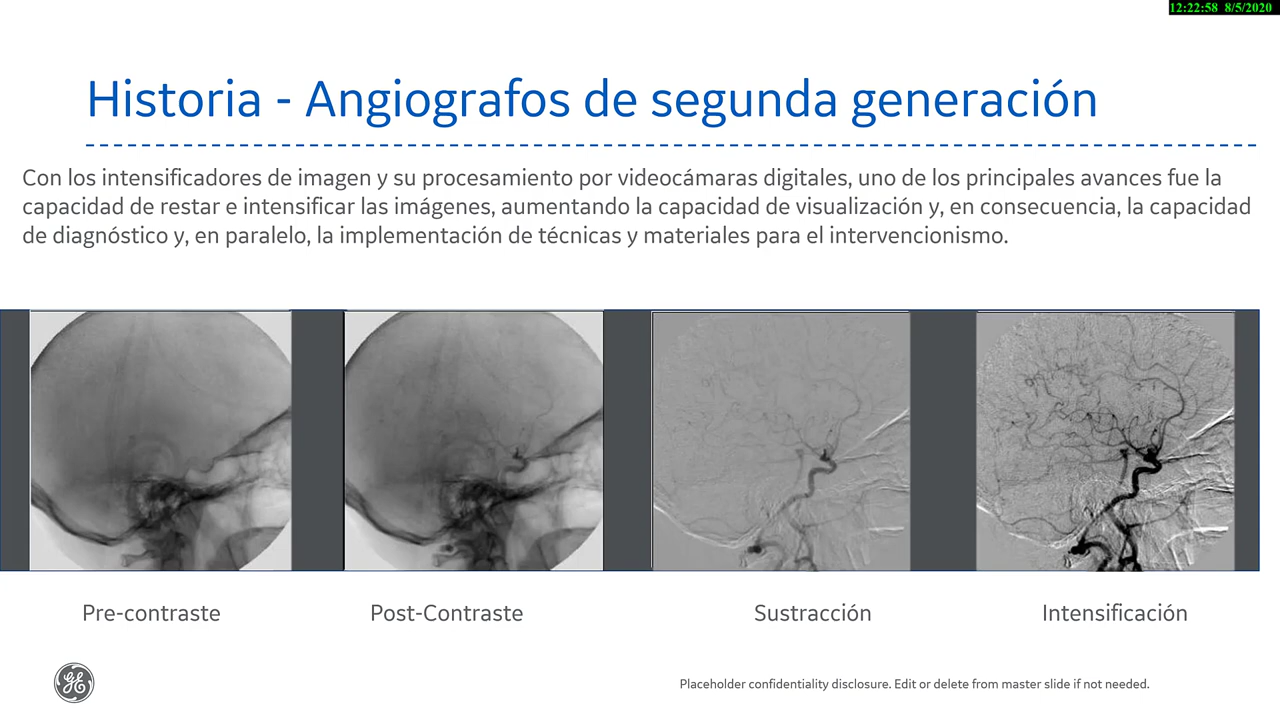 12:22:58 8/5/2020
Historia - Angiografos de segunda generación
Con los intensificadores de imagen y su procesamiento por videocámaras digitales, uno de los principales avances fue la
capacidad de restar e intensificar las imágenes, aumentando la capacidad de visualización y, en consecuencia, la capacidad
de diagnóstico y, en paralelo, la implementación de técnicas y materiales para el intervencionismo.
Pre-contraste
Post-Contraste
Sustracción
Intensificación
GE
Placeholder confidentiality disclosure. Edit or delete from master slide if not needed.